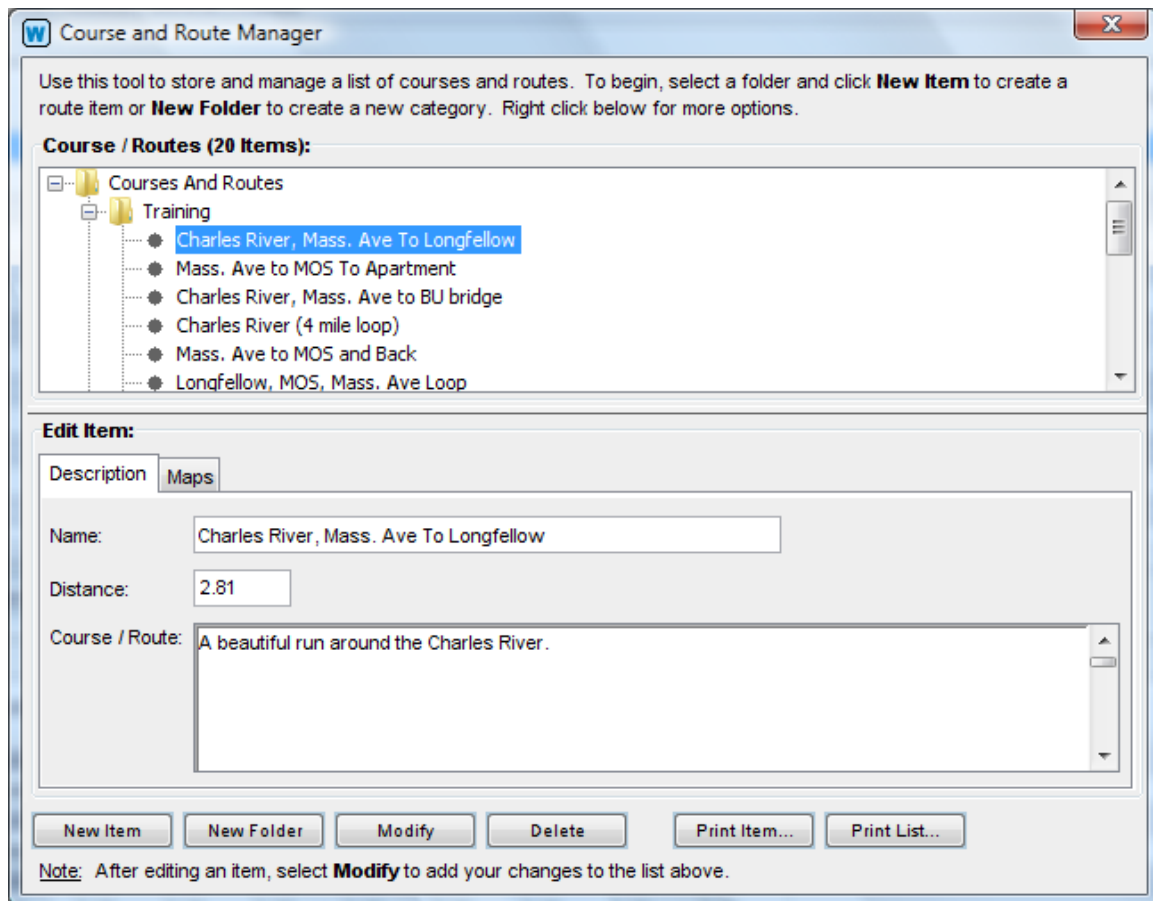 W Course and Route Manager
X
Use this tool to store and manage a list of courses and routes. To begin, select a folder and click New Item to create a
route item or New Folder to create a new category. Right click below for more options.
Course / Routes (20 Items):
Courses And Routes
Training
Charles River, Mass. Ave To Longfellow
Mass. Ave to MOS To Apartment
Charles River, Mass. Ave to BU bridge
Charles River (4 mile loop)
Mass. Ave to MOS and Back
Longfellow, MOS, Mass. Ave Loop
Edit Item:
Description Maps
Name: Charles River, Mass. Ave To Longfellow
Distance: 2.81
Course / Route: A beautiful run around the Charles River.
New Item New Folder Modify Delete Print Item... Print List...
Note: After editing an item, select Modify to add your changes to the list above.